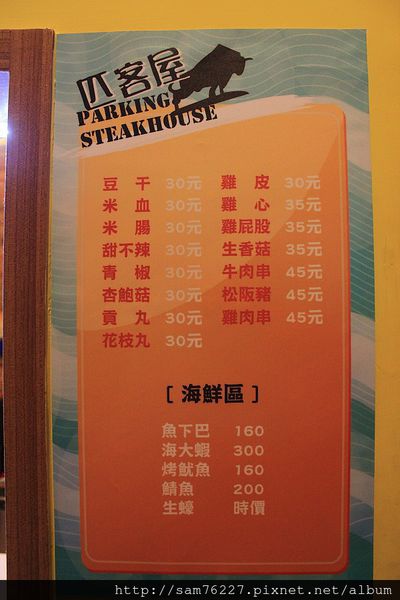 匹客屋
PARKING
STEAKHOUSE
豆干 30元 雞皮 30元
米血 30元 雞心 35元
米腸 30元 雞屁股 35元
甜不辣 30元 生香菇 35元
青椒 30元 牛肉串 45元
杏鮑菇 30元 松阪豬 45元
貢丸 30元 雞肉串 45元
花枝丸 30元
[海鮮區]
魚下巴 160
海大蝦 300
烤魷魚 160
鯖魚 200
生蠔 時價
http://sam76227.pixnet.net/album